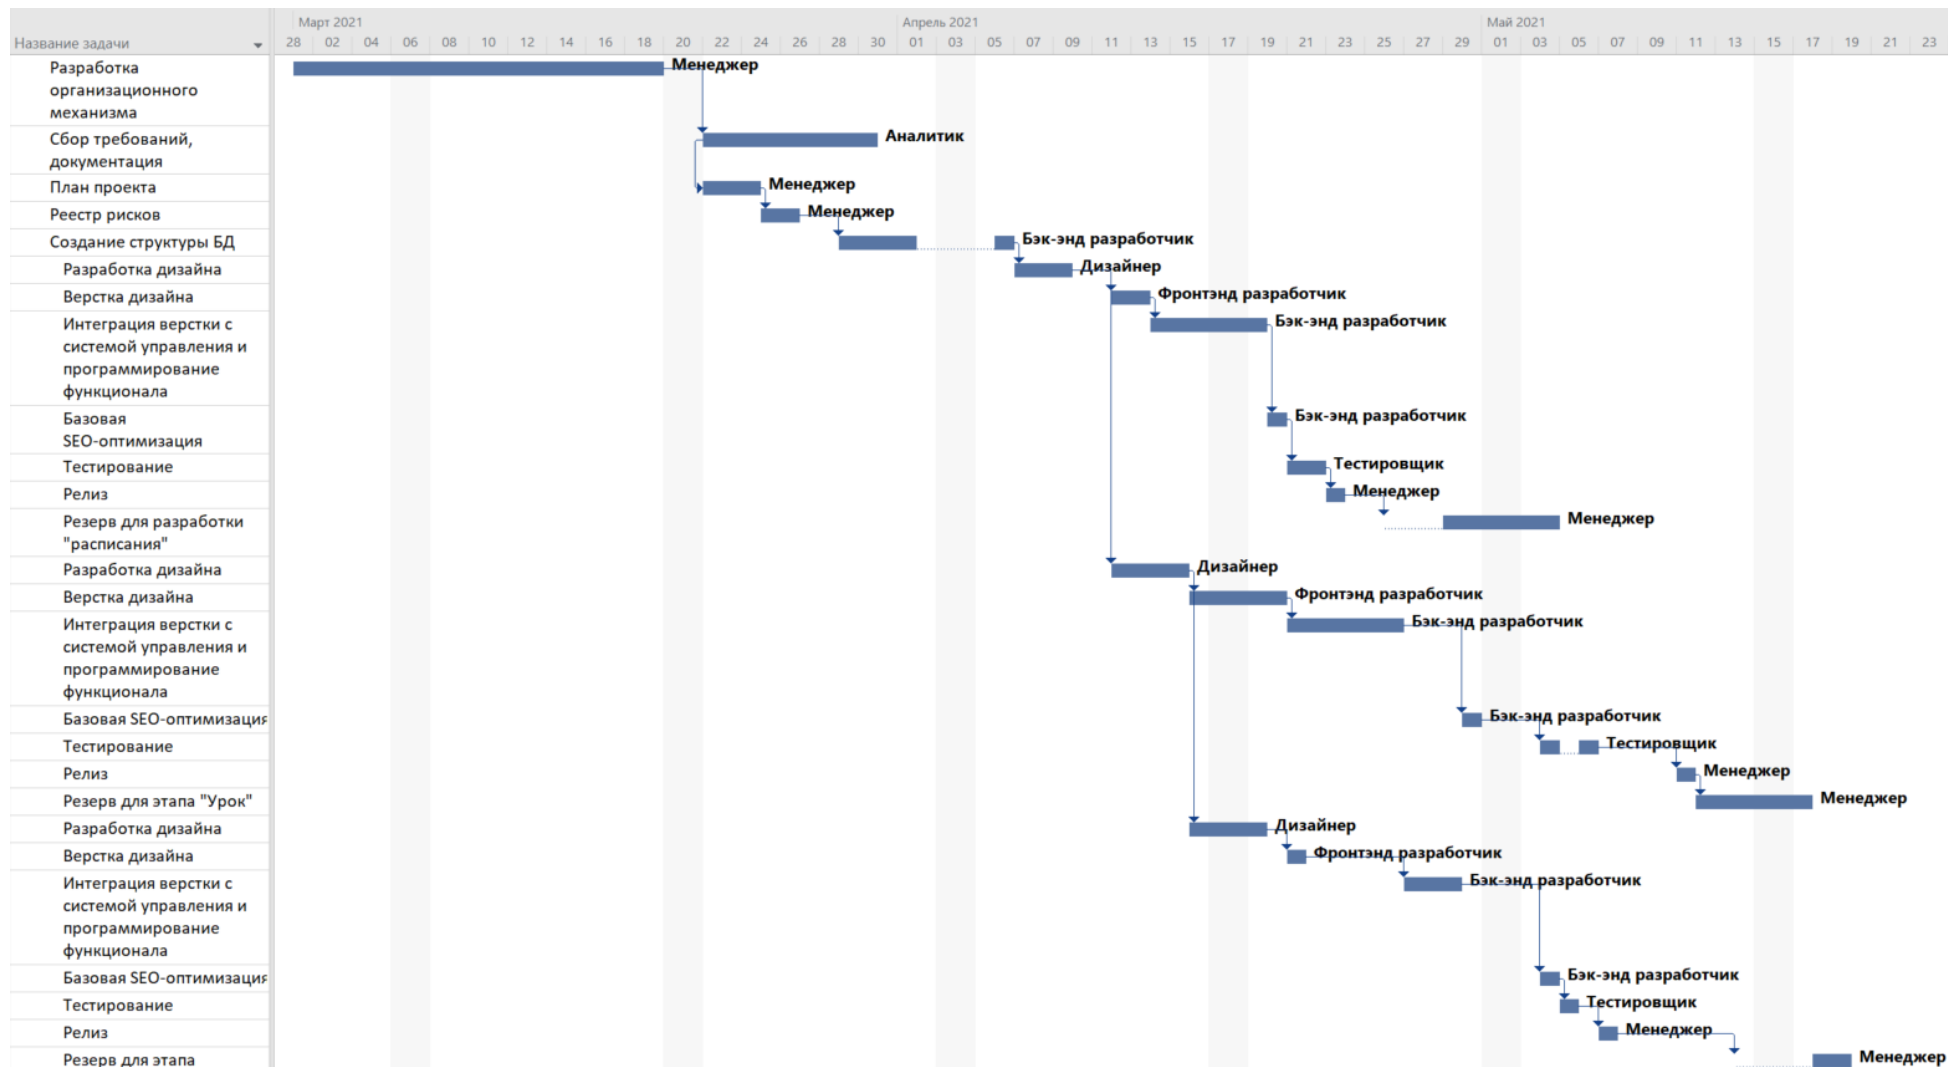 Март 2021 Апрель 2021 Май 2021
Название задачи 28 02 04 06 08 10 12 14 16 18 20 22 24 26 28 30 01 03 05 07 09 11 13 15 17 19 21 23 25 27 29 01 03 05 07 09 11 13 15 17 19 21 23
Разработка Менеджер
организационного
механизма
Сбор требований, Аналитик
документация
План проекта Менеджер
Реестр рисков Менеджер
Создание структуры БД Бэк-энд разработчик
Разработка дизайна Дизайнер
Верстка дизайна Фронтэнд разработчик
Интеграция верстки с Бэк-энд разработчик
системой управления и
программирование
функционала
Базовая Бэк-энд разработчик
SEO-оптимизация
Тестирование Тестировщик
Релиз Менеджер
Резерв для разработки Менеджер
"расписания"
Разработка дизайна Дизайнер
Верстка дизайна Фронтэнд разработчик
Интеграция верстки с Бэк-энд разработчик
системой управления и
программирование
функционала
Базовая SEO-оптимизация Бэк-энд разработчик
Тестирование Тестировщик
Релиз Менеджер
Резерв для этапа "Урок" Менеджер
Разработка дизайна Дизайнер
Верстка дизайна Фронтэнд разработчик
Интеграция верстки с Бэк-энд разработчик
системой управления и
программирование
функционала
Базовая SEO-оптимизация Бэк-энд разработчик
Тестирование Тестировщик
Релиз Менеджер
Резерв для этапа Менеджер